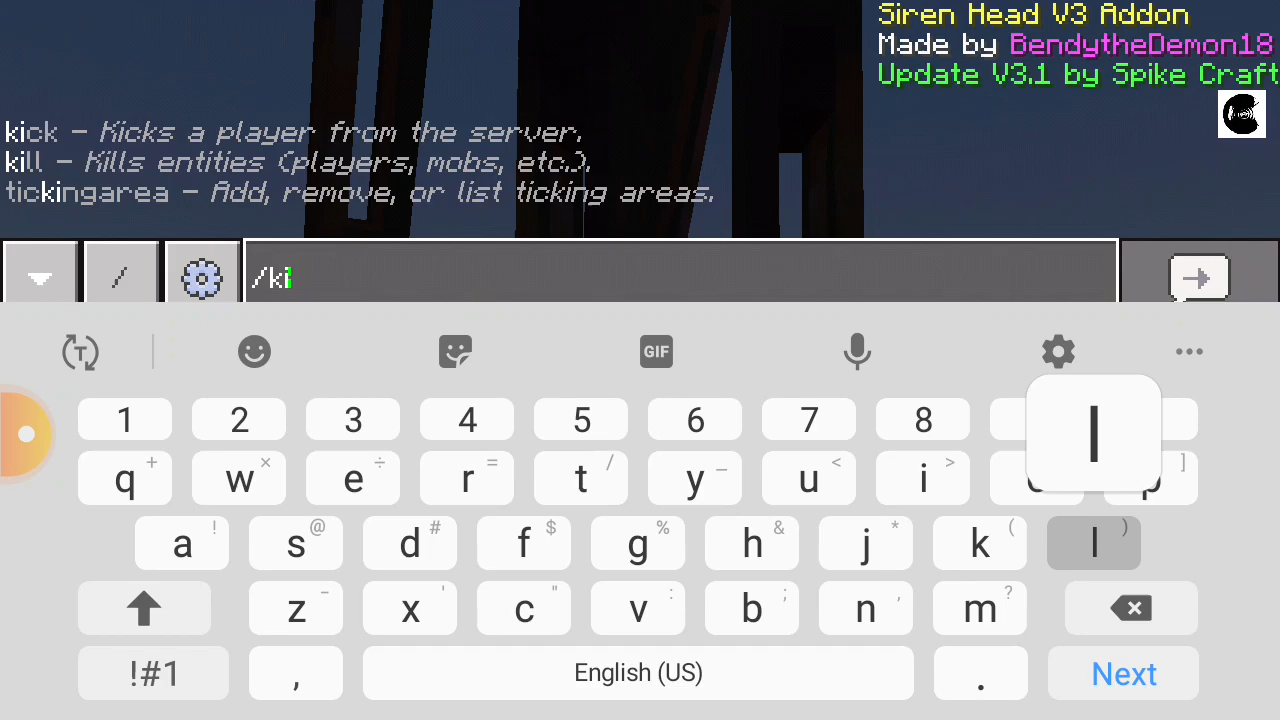 Siren Head V3 Addon
Made by BendytheDemon18
Update V3.1 by Spike Craft
kick - Kicks a player from the server.
kill - Kills entities (players, mobs, etc.).
tickingarea - Add, remove, or list ticking areas.
/ /ki
T GIF ...
1 2 3 4 5 6 7 8
q + w × e ÷ r = t / y _ u < i > p ]
l
a ! s @ d # f $ g % h & j * k ( l )
z - x ' c " v : b ; n , m ?
!#1 , English (US) . Next